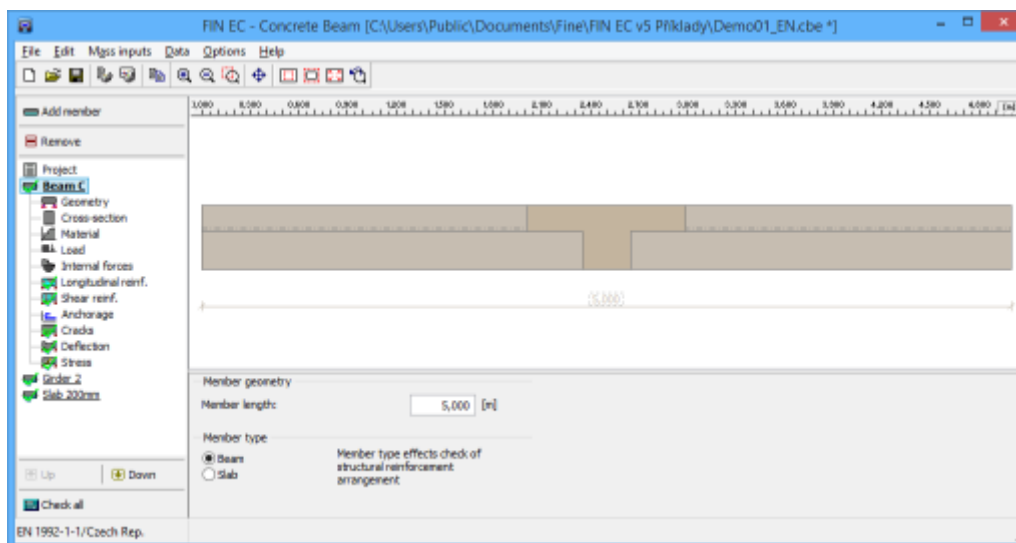 FIN EC - Concrete Beam [C:\Users\Public\Documents\Fine\FIN EC v5 Příklady\Demo01_EN.cbe *]
File Edit Mass inputs Data Options Help
Add member
Remove
Project
Beam C
Geometry
Cross-section
Material
Load
Internal forces
Longitudinal reinf.
Shear reinf.
Anchorage
Cracks
Deflection
Stress
Girder 2
Slab 200mm
Up
Down
Check all
[m]
(5,000)
Member geometry
Member length:
5,000 [m]
Member type
Beam
Slab
Member type effects check of
structural reinforcement
arrangement
EN 1992-1-1/Czech Rep.